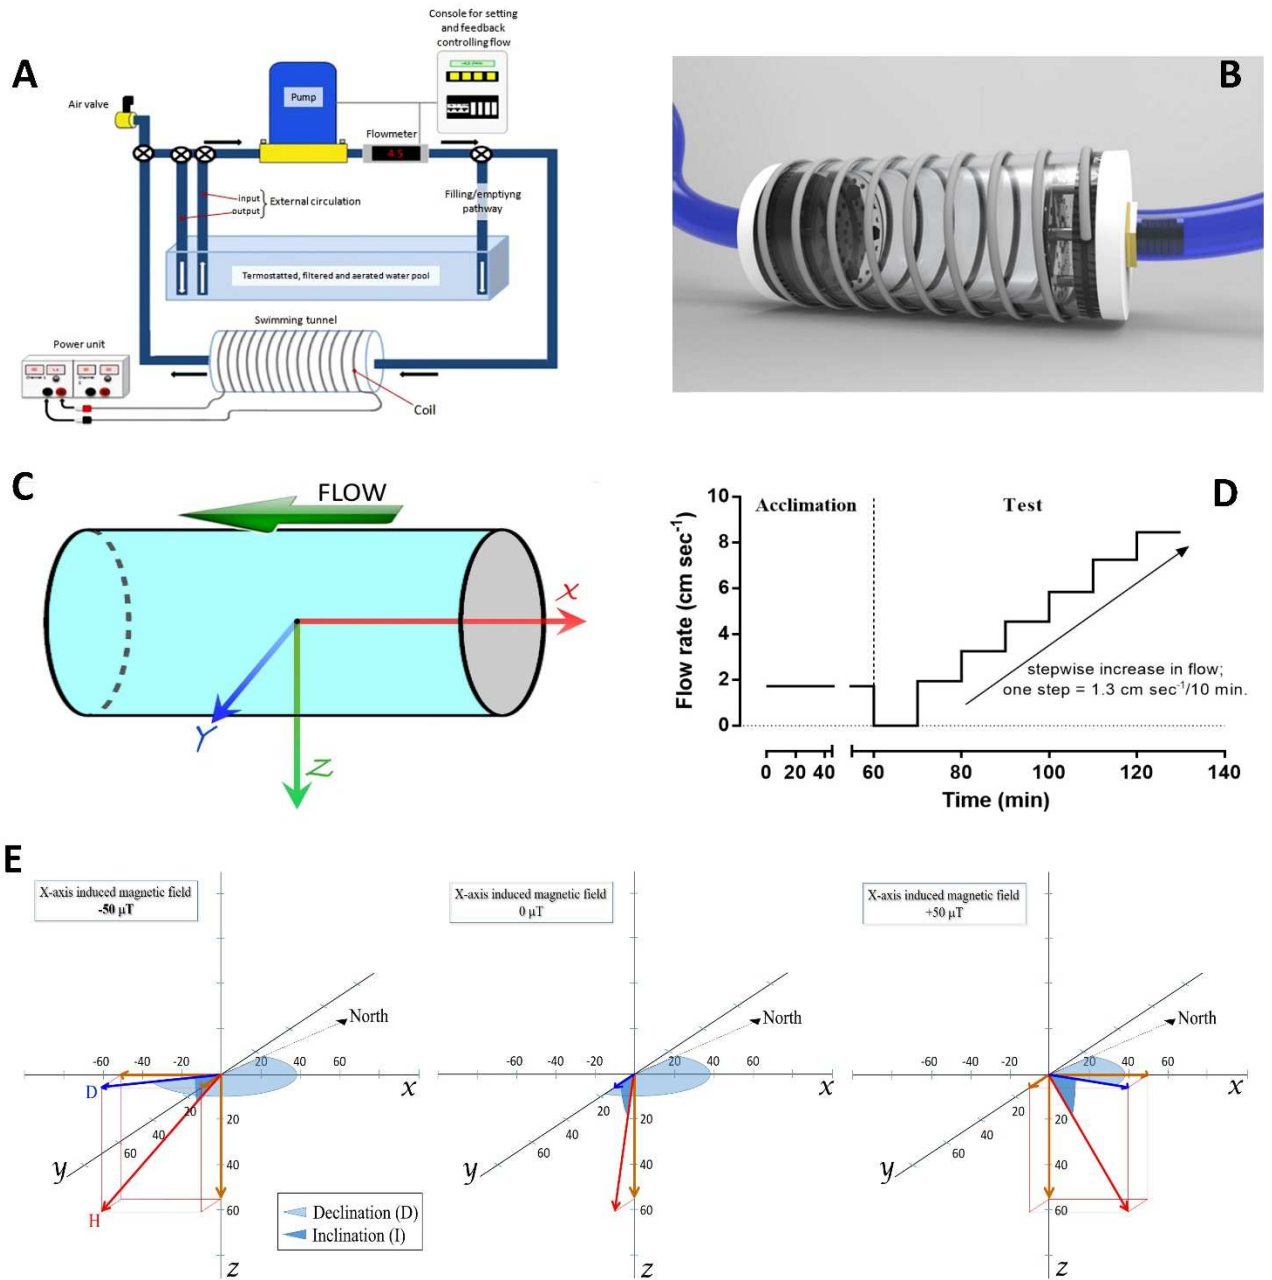 A
Console for setting
and feedback
controlling flow
Air valve
Pump
Flowmeter
4.5
input
output
External circulation
Filling/emptiyng
pathway
Termostatted, filtered and aerated water pool
Swimming tunnel
Power unit
Coil
B
C
FLOW
x
Y
Z
D
Acclimation
Test
Flow rate (cm sec-1)
10
8
6
4
2
0
stepwise increase in flow;
one step = 1.3 cm sec-1/10 min.
0 20 40 60 80 100 120 140
Time (min)
E
X-axis induced magnetic field
-50 μT
North
-60 -40 -20 20 40 60
x
D
20
40
60
y
20
40
60
H
z
Declination (D)
Inclination (I)
X-axis induced magnetic field
0 μT
North
-60 -40 -20 20 40 60
x
20
40
60
y
20
40
60
z
X-axis induced magnetic field
+50 μT
North
-60 -40 -20 20 40 60
x
20
40
60
y
20
40
60
z